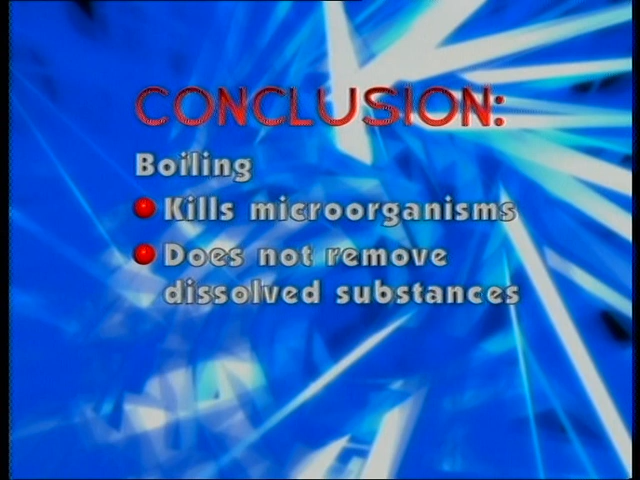 CONCLUSION:
Boiling
Kills microorganisms
Does not remove
dissolved substances